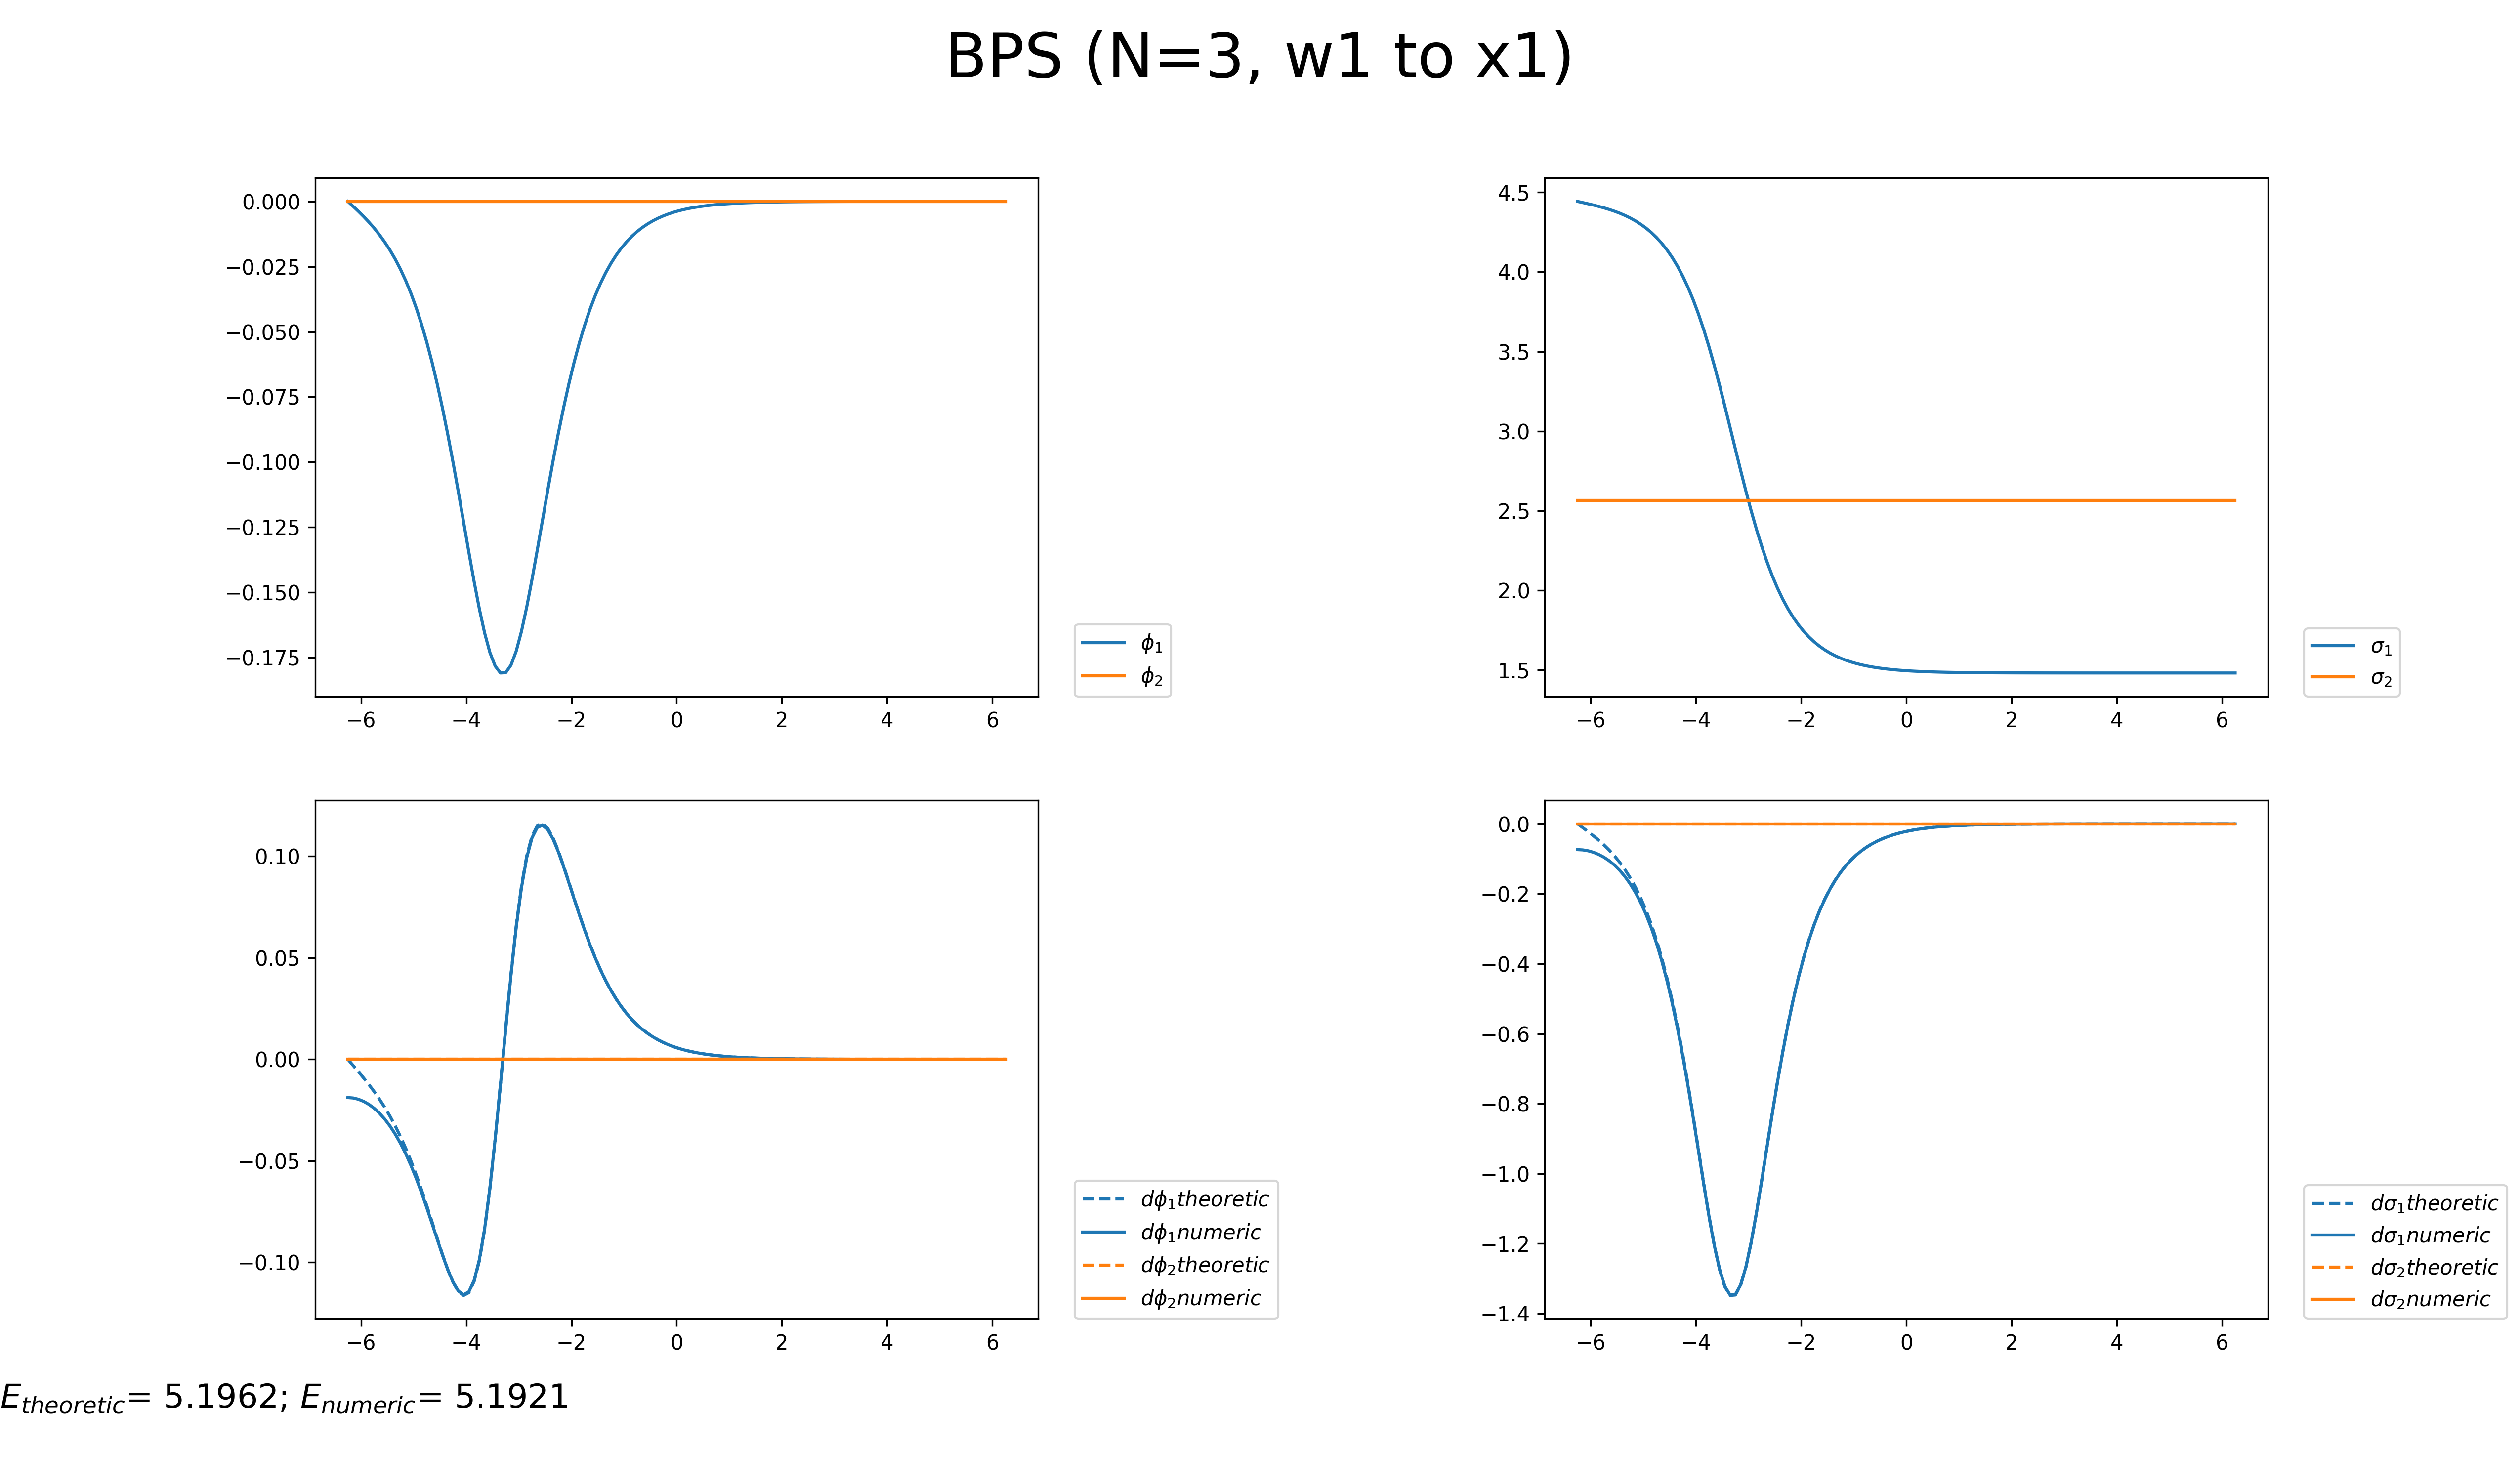 BPS (N=3, w1 to x1)
0.000
−0.025
−0.050
−0.075
−0.100
−0.125
−0.150
−0.175
−6 −4 −2 0 2 4 6
ϕ₁
ϕ₂
4.5
4.0
3.5
3.0
2.5
2.0
1.5
−6 −4 −2 0 2 4 6
σ₁
σ₂
0.10
0.05
0.00
−0.05
−0.10
−6 −4 −2 0 2 4 6
dϕ₁theoretic
dϕ₁numeric
dϕ₂theoretic
dϕ₂numeric
0.0
−0.2
−0.4
−0.6
−0.8
−1.0
−1.2
−1.4
−6 −4 −2 0 2 4 6
dσ₁theoretic
dσ₁numeric
dσ₂theoretic
dσ₂numeric
E_theoretic= 5.1962; E_numeric= 5.1921